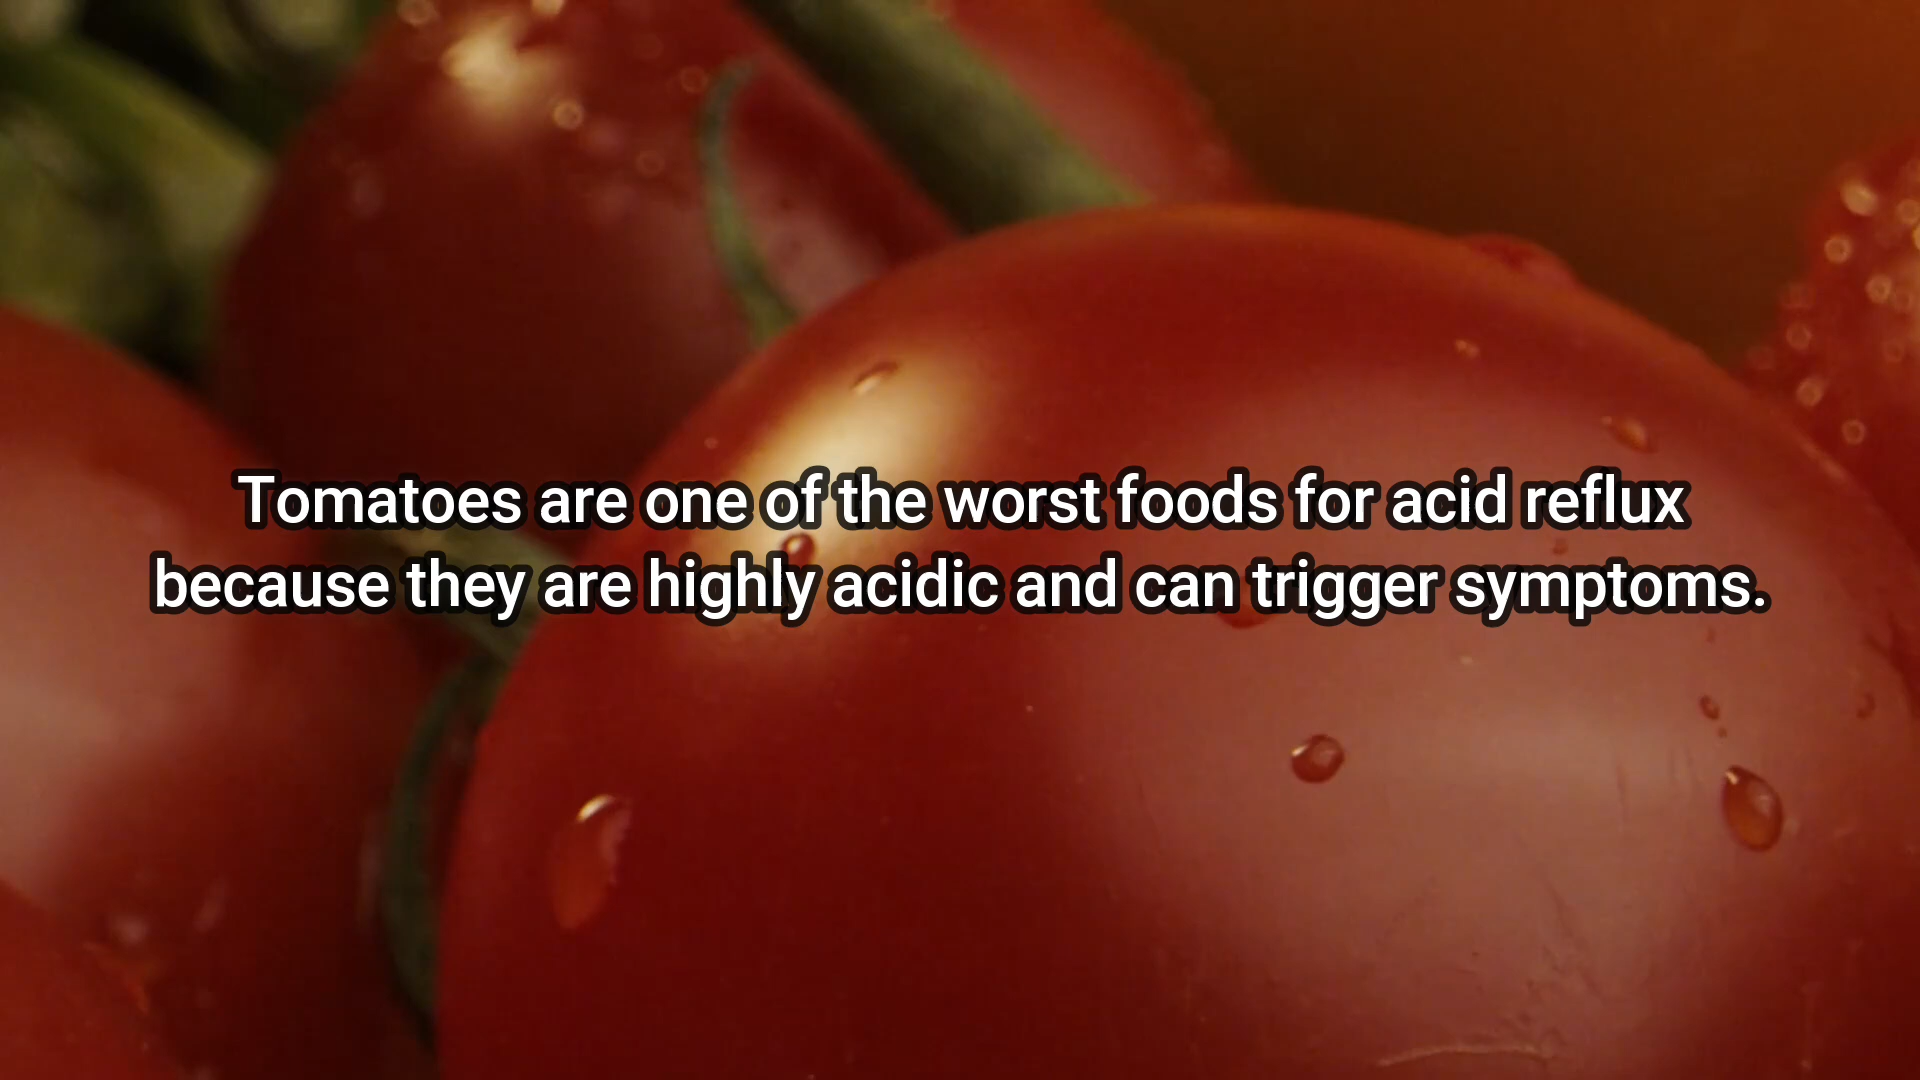 Tomatoes are one of the worst foods for acid reflux
because they are highly acidic and can trigger symptoms.